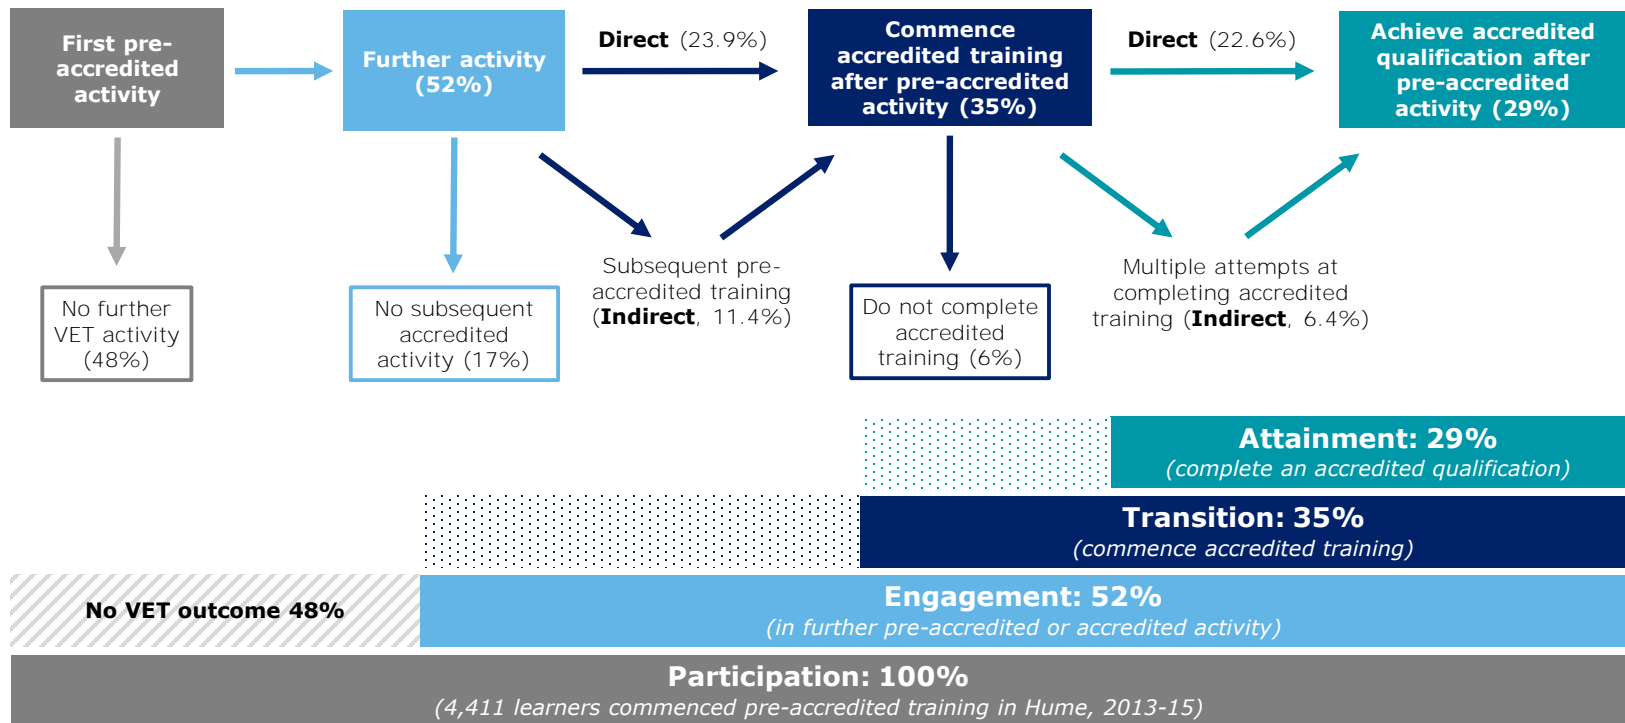 First pre-
accredited
activity
Further activity
(52%)
Direct (23.9%)
Commence
accredited training
after pre-accredited
activity (35%)
Direct (22.6%)
Achieve accredited
qualification after
pre-accredited
activity (29%)
No further
VET activity
(48%)
No subsequent
accredited
activity (17%)
Subsequent pre-
accredited training
(Indirect, 11.4%)
Do not complete
accredited
training (6%)
Multiple attempts at
completing accredited
training (Indirect, 6.4%)
Attainment: 29%
(complete an accredited qualification)
Transition: 35%
(commence accredited training)
No VET outcome 48%
Engagement: 52%
(in further pre-accredited or accredited activity)
Participation: 100%
(4,411 learners commenced pre-accredited training in Hume, 2013-15)